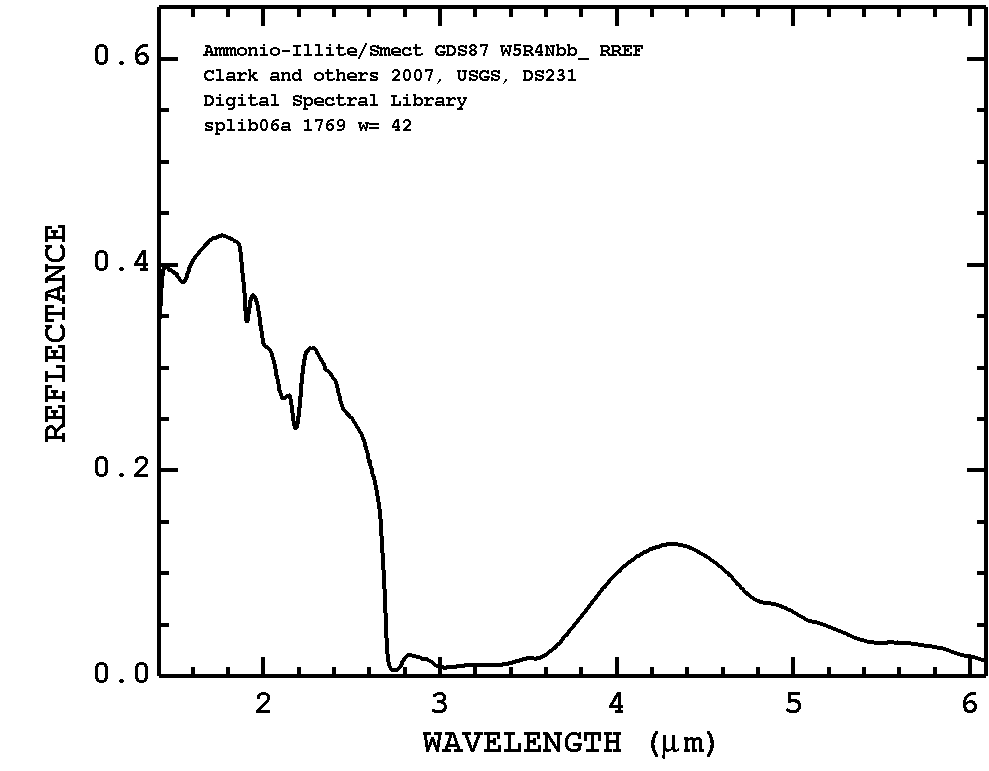 Ammonio-Illite/Smect GDS87 W5R4Nbb_ RREF
Clark and others 2007, USGS, DS231
Digital Spectral Library
splib06a 1769 w= 42
0.6
0.4
0.2
0.0
REFLECTANCE
2 3 4 5 6
WAVELENGTH (μm)